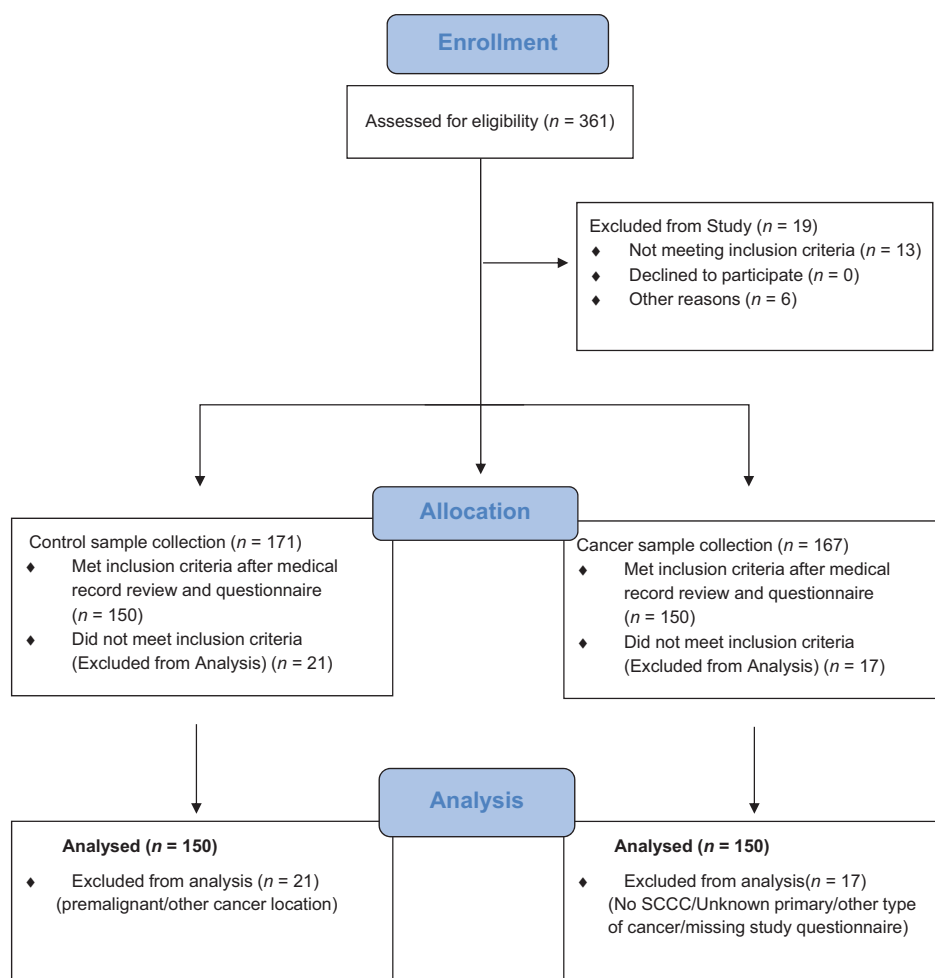 Enrollment
Assessed for eligibility (n = 361)
Excluded from Study (n = 19)
♦ Not meeting inclusion criteria (n = 13)
♦ Declined to participate (n = 0)
♦ Other reasons (n = 6)
Allocation
Control sample collection (n = 171)
♦ Met inclusion criteria after medical
record review and questionnaire
(n = 150)
♦ Did not meet inclusion criteria
(Excluded from Analysis) (n = 21)
Cancer sample collection (n = 167)
♦ Met inclusion criteria after medical
record review and questionnaire
(n = 150)
♦ Did not meet inclusion criteria
(Excluded from Analysis) (n = 17)
Analysis
Analysed (n = 150)
♦ Excluded from analysis (n = 21)
(premalignant/other cancer location)
Analysed (n = 150)
♦ Excluded from analysis(n = 17)
(No SCCC/Unknown primary/other type
of cancer/missing study questionnaire)